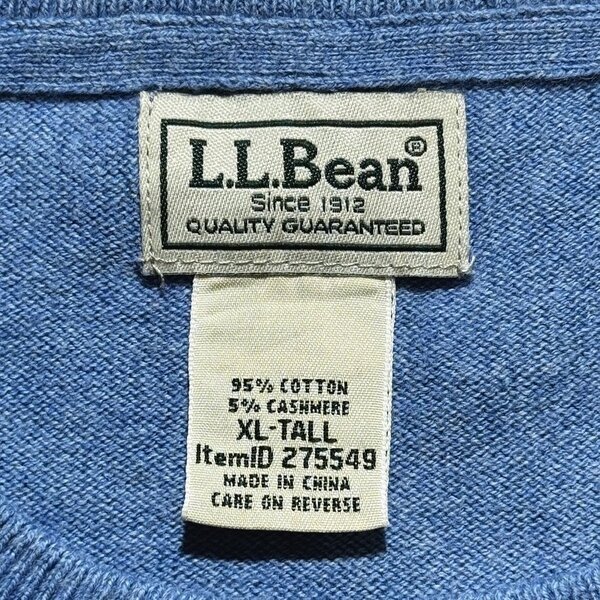 L.L.Bean®
Since 1912
QUALITY GUARANTEED
95% COTTON
5% CASHMERE
XL-TALL
ItemID 275549
MADE IN CHINA
CARE ON REVERSE